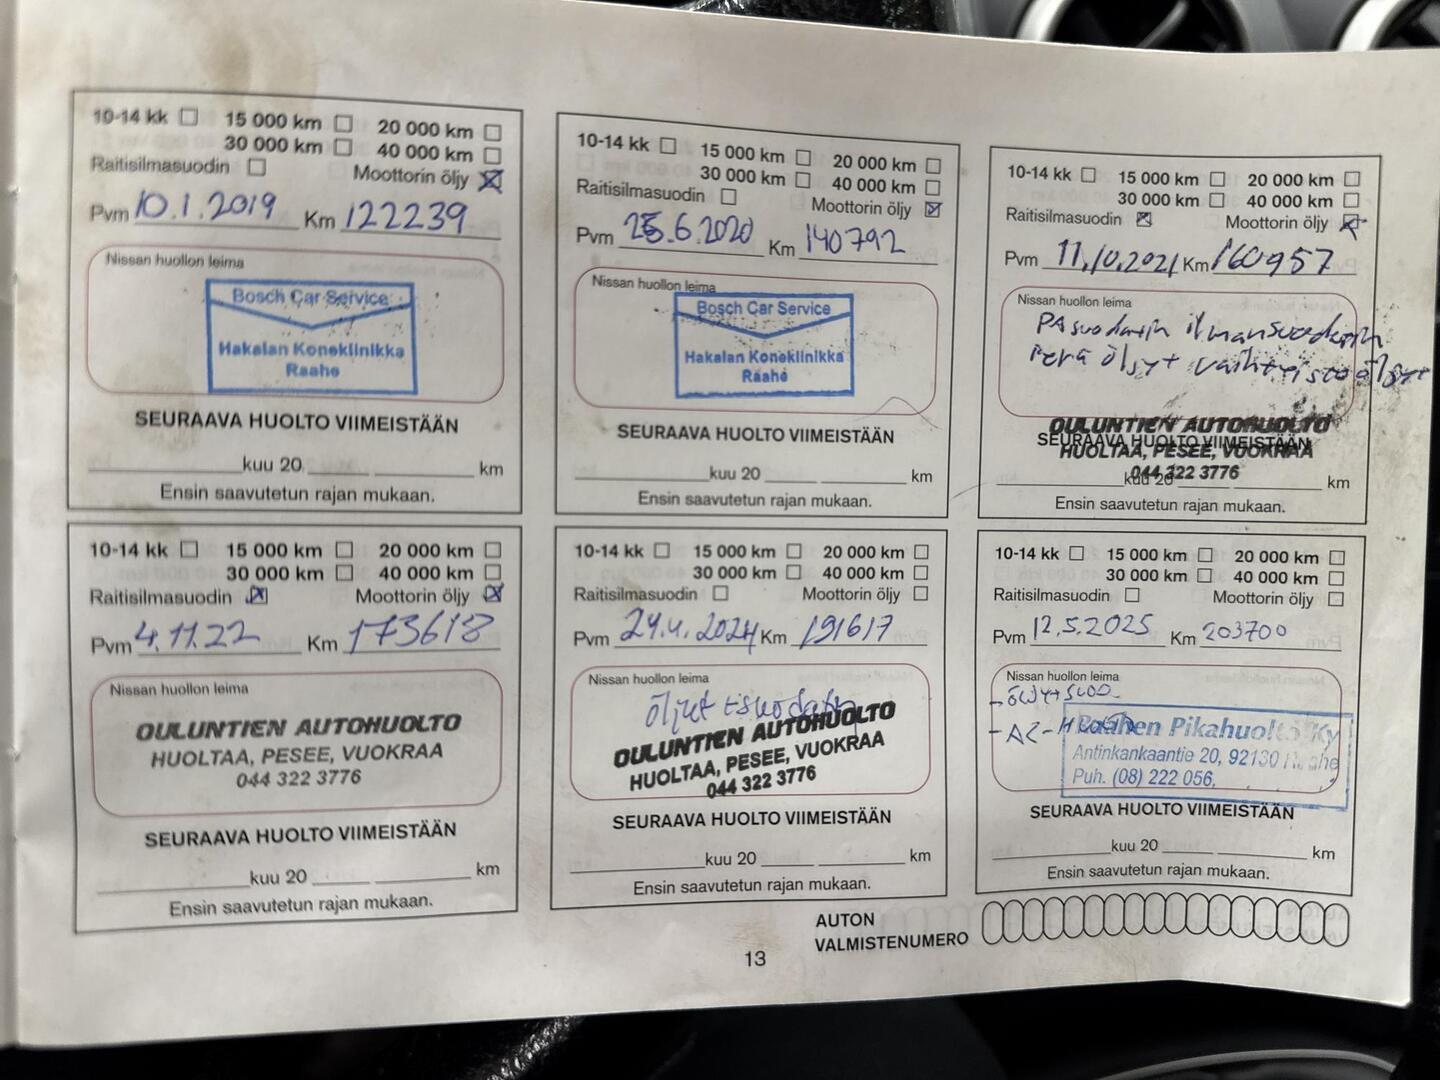 10-14 kk 15 000 km 20 000 km
30 000 km 40 000 km
Raitisilmasuodin Moottorin öljy
Pvm 10.1.2019 Km 122239
Nissan huollon leima
Bosch Car Service
Hakalan Koneklinikka
Raahe
SEURAAVA HUOLTO VIIMEISTÄÄN
kuu 20 km
Ensin saavutetun rajan mukaan.
10-14 kk 15 000 km 20 000 km
30 000 km 40 000 km
Raitisilmasuodin Moottorin öljy
Pvm 6.2020 Km 140792
Nissan huollon leima
Bosch Car Service
Hakalan Koneklinikka
Raahe
SEURAAVA HUOLTO VIIMEISTÄÄN
kuu 20 km
Ensin saavutetun rajan mukaan.
10-14 kk 15 000 km 20 000 km
30 000 km 40 000 km
Raitisilmasuodin Moottorin öljy
Pvm 11.10.2021 Km 160957
Nissan huollon leima
PAsuodatin ilmansuodatin
Perä öljyt vaihteistoöljyt
OULUNTIEN AUTOHUOLTO
SEURAAVA HUOLTO VIIMEISTÄÄN
HUOLTAA, PESEE, VUOKRAA
044 322 3776
kuu 20 km
Ensin saavutetun rajan mukaan.
10-14 kk 15 000 km 20 000 km
30 000 km 40 000 km
Raitisilmasuodin Moottorin öljy
Pvm 4.11.22 Km 173618
Nissan huollon leima
OULUNTIEN AUTOHUOLTO
HUOLTAA, PESEE, VUOKRAA
044 322 3776
SEURAAVA HUOLTO VIIMEISTÄÄN
kuu 20 km
Ensin saavutetun rajan mukaan.
10-14 kk 15 000 km 20 000 km
30 000 km 40 000 km
Raitisilmasuodin Moottorin öljy
Pvm 24.4.2024 Km 191617
Nissan huollon leima
öljyt
OULUNTIEN AUTOHUOLTO
HUOLTAA, PESEE, VUOKRAA
044 322 3776
SEURAAVA HUOLTO VIIMEISTÄÄN
kuu 20 km
Ensin saavutetun rajan mukaan.
10-14 kk 15 000 km 20 000 km
30 000 km 40 000 km
Raitisilmasuodin Moottorin öljy
Pvm 12.5.2025 Km 203700
Nissan huollon leima
-ÖLJYT+SUOD.
-AC-
Raahen Pikahuolto Ky
Antinkankaantie 20, 92130 Raahe
Puh. (08) 222 056,
SEURAAVA HUOLTO VIIMEISTÄÄN
kuu 20 km
Ensin saavutetun rajan mukaan.
AUTON
VALMISTENUMERO
13